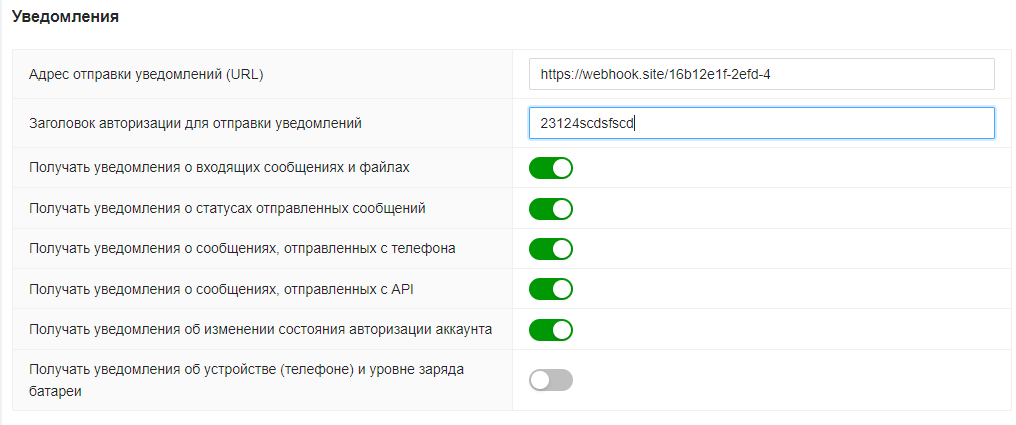 Уведомления
Адрес отправки уведомлений (URL)
https://webhook.site/16b12e1f-2efd-4
Заголовок авторизации для отправки уведомлений
23124scdsfscd
Получать уведомления о входящих сообщениях и файлах
Получать уведомления о статусах отправленных сообщений
Получать уведомления о сообщениях, отправленных с телефона
Получать уведомления о сообщениях, отправленных с API
Получать уведомления об изменении состояния авторизации аккаунта
Получать уведомления об устройстве (телефоне) и уровне заряда
батареи